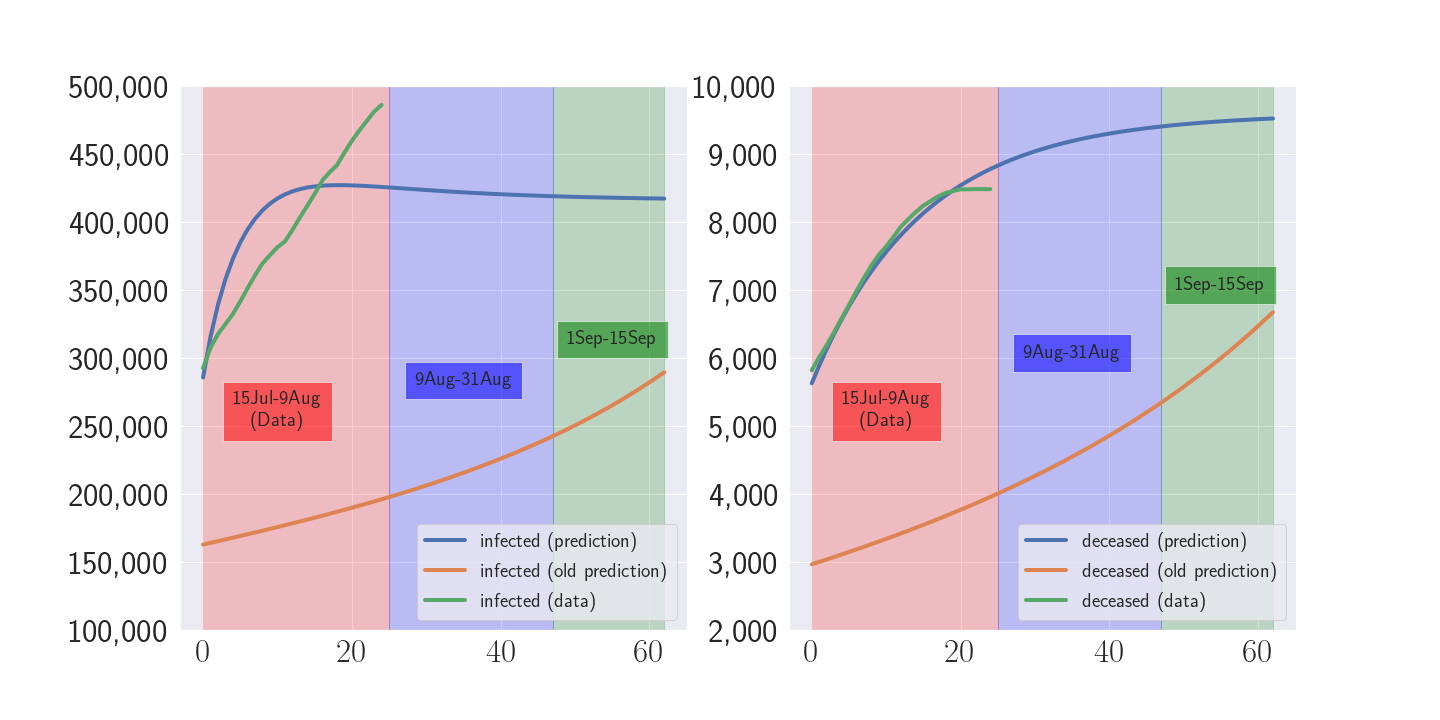 500,000
450,000
400,000
350,000
300,000
250,000
200,000
150,000
100,000
0
20
40
60
15Jul-9Aug
(Data)
9Aug-31Aug
1Sep-15Sep
infected (prediction)
infected (old prediction)
infected (data)
10,000
9,000
8,000
7,000
6,000
5,000
4,000
3,000
2,000
0
20
40
60
15Jul-9Aug
(Data)
9Aug-31Aug
1Sep-15Sep
deceased (prediction)
deceased (old prediction)
deceased (data)